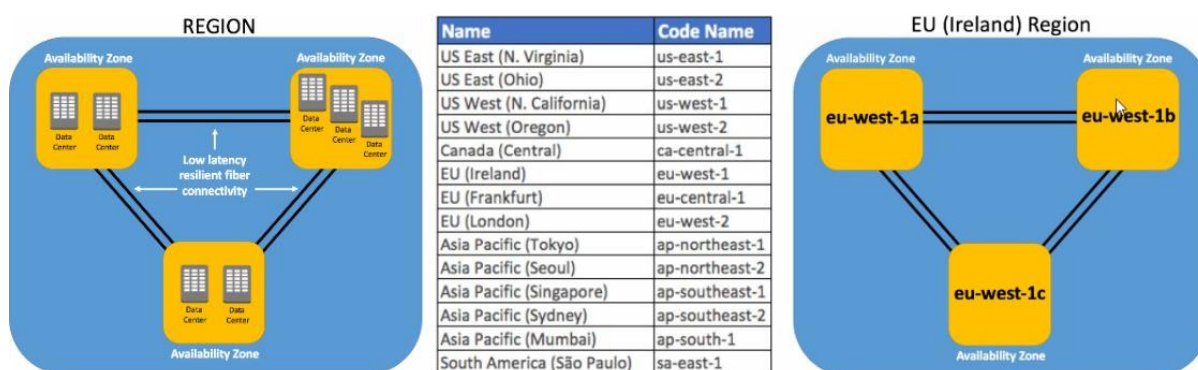 REGION
Availability Zone
Availability Zone
Data
Center
Data
Center
Data
Center
Data
Center
Data
Center
Low latency
resilient fiber
connectivity
Data
Center
Data
Center
Availability Zone
Name Code Name
US East (N. Virginia) us-east-1
US East (Ohio) us-east-2
US West (N. California) us-west-1
US West (Oregon) us-west-2
Canada (Central) ca-central-1
EU (Ireland) eu-west-1
EU (Frankfurt) eu-central-1
EU (London) eu-west-2
Asia Pacific (Tokyo) ap-northeast-1
Asia Pacific (Seoul) ap-northeast-2
Asia Pacific (Singapore) ap-southeast-1
Asia Pacific (Sydney) ap-southeast-2
Asia Pacific (Mumbai) ap-south-1
South America (São Paulo) sa-east-1
EU (Ireland) Region
Availability Zone
Availability Zone
eu-west-1a
eu-west-1b
eu-west-1c
Availability Zone